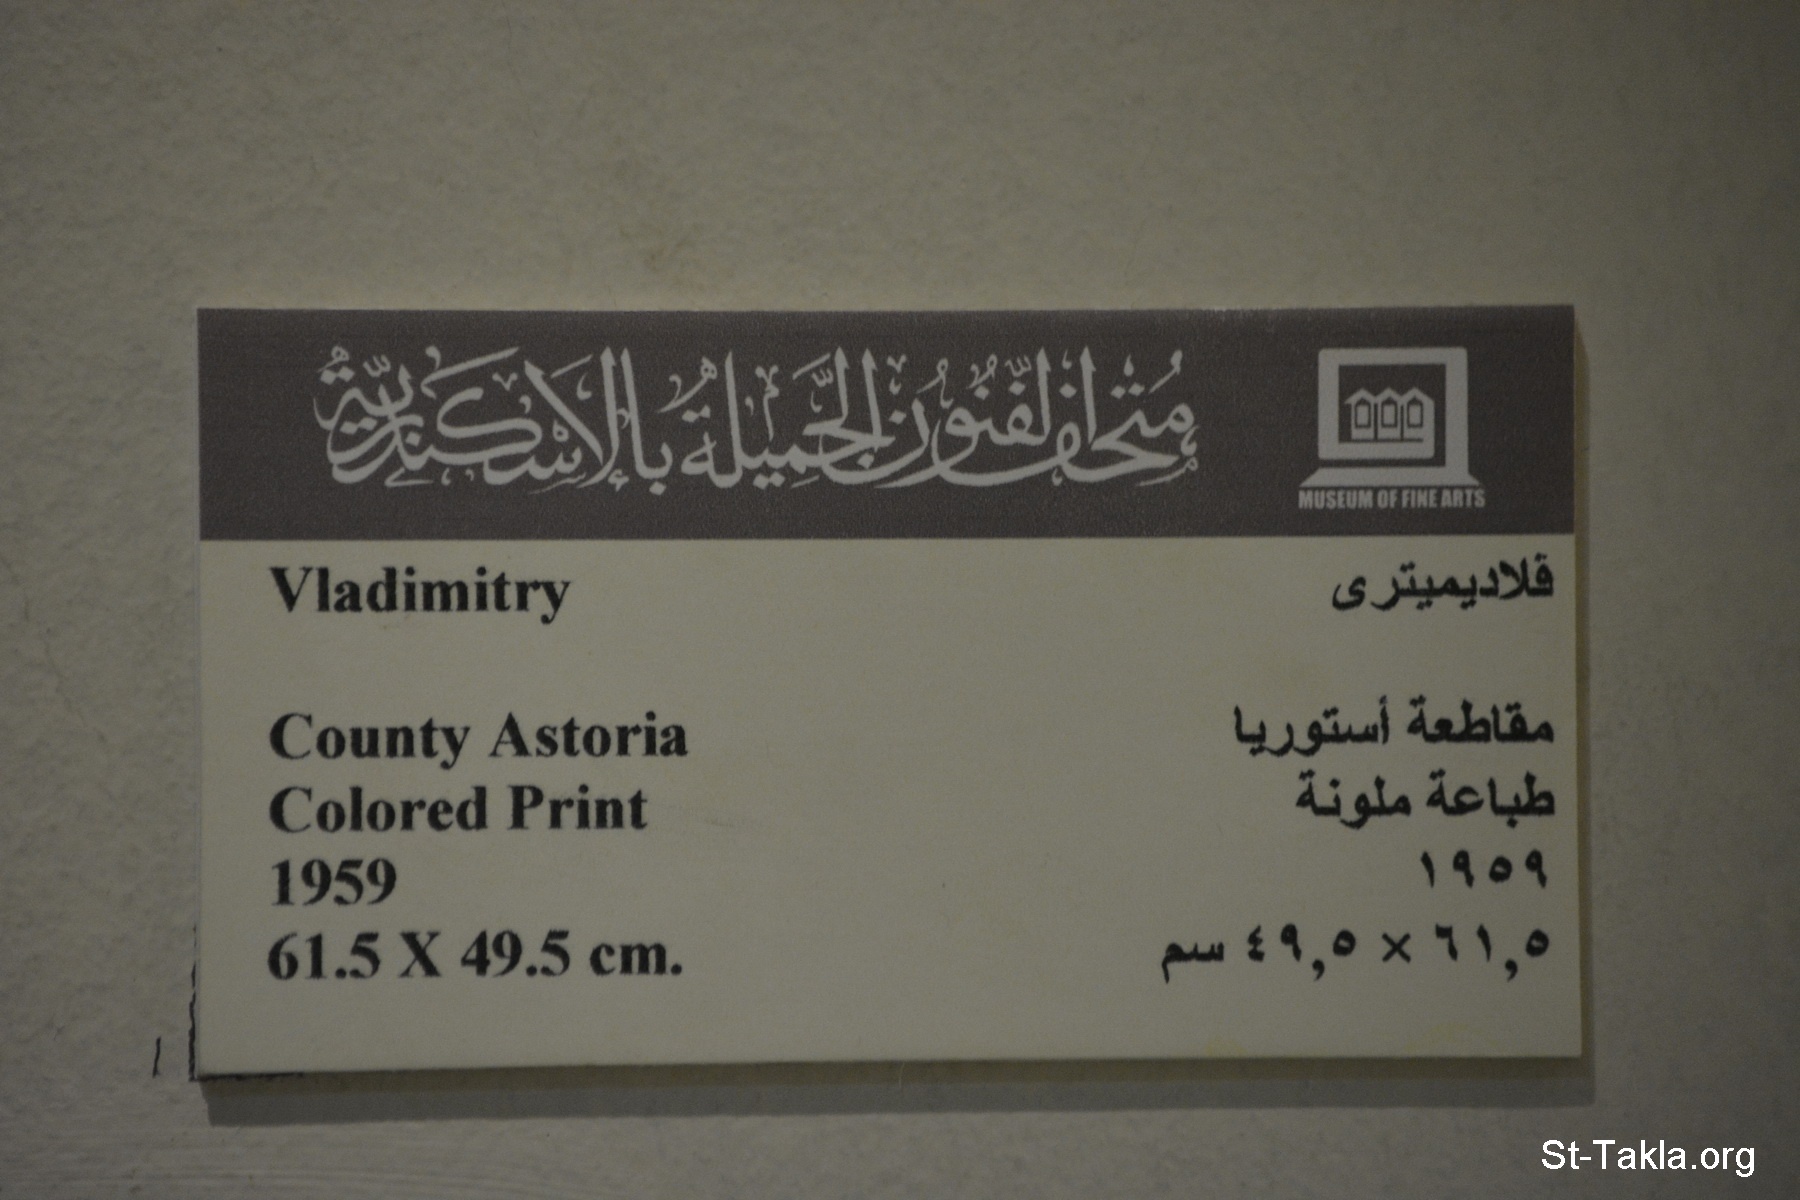 متحف الفنون الجميلة بالإسكندرية
MUSEUM OF FINE ARTS
Vladimitry
ڤلاديميترى
County Astoria
مقاطعة أستوريا
Colored Print
طباعة ملونة
1959
١٩٥٩
61.5 X 49.5 cm.
٦١,٥ × ٤٩,٥ سم
St-Takla.org